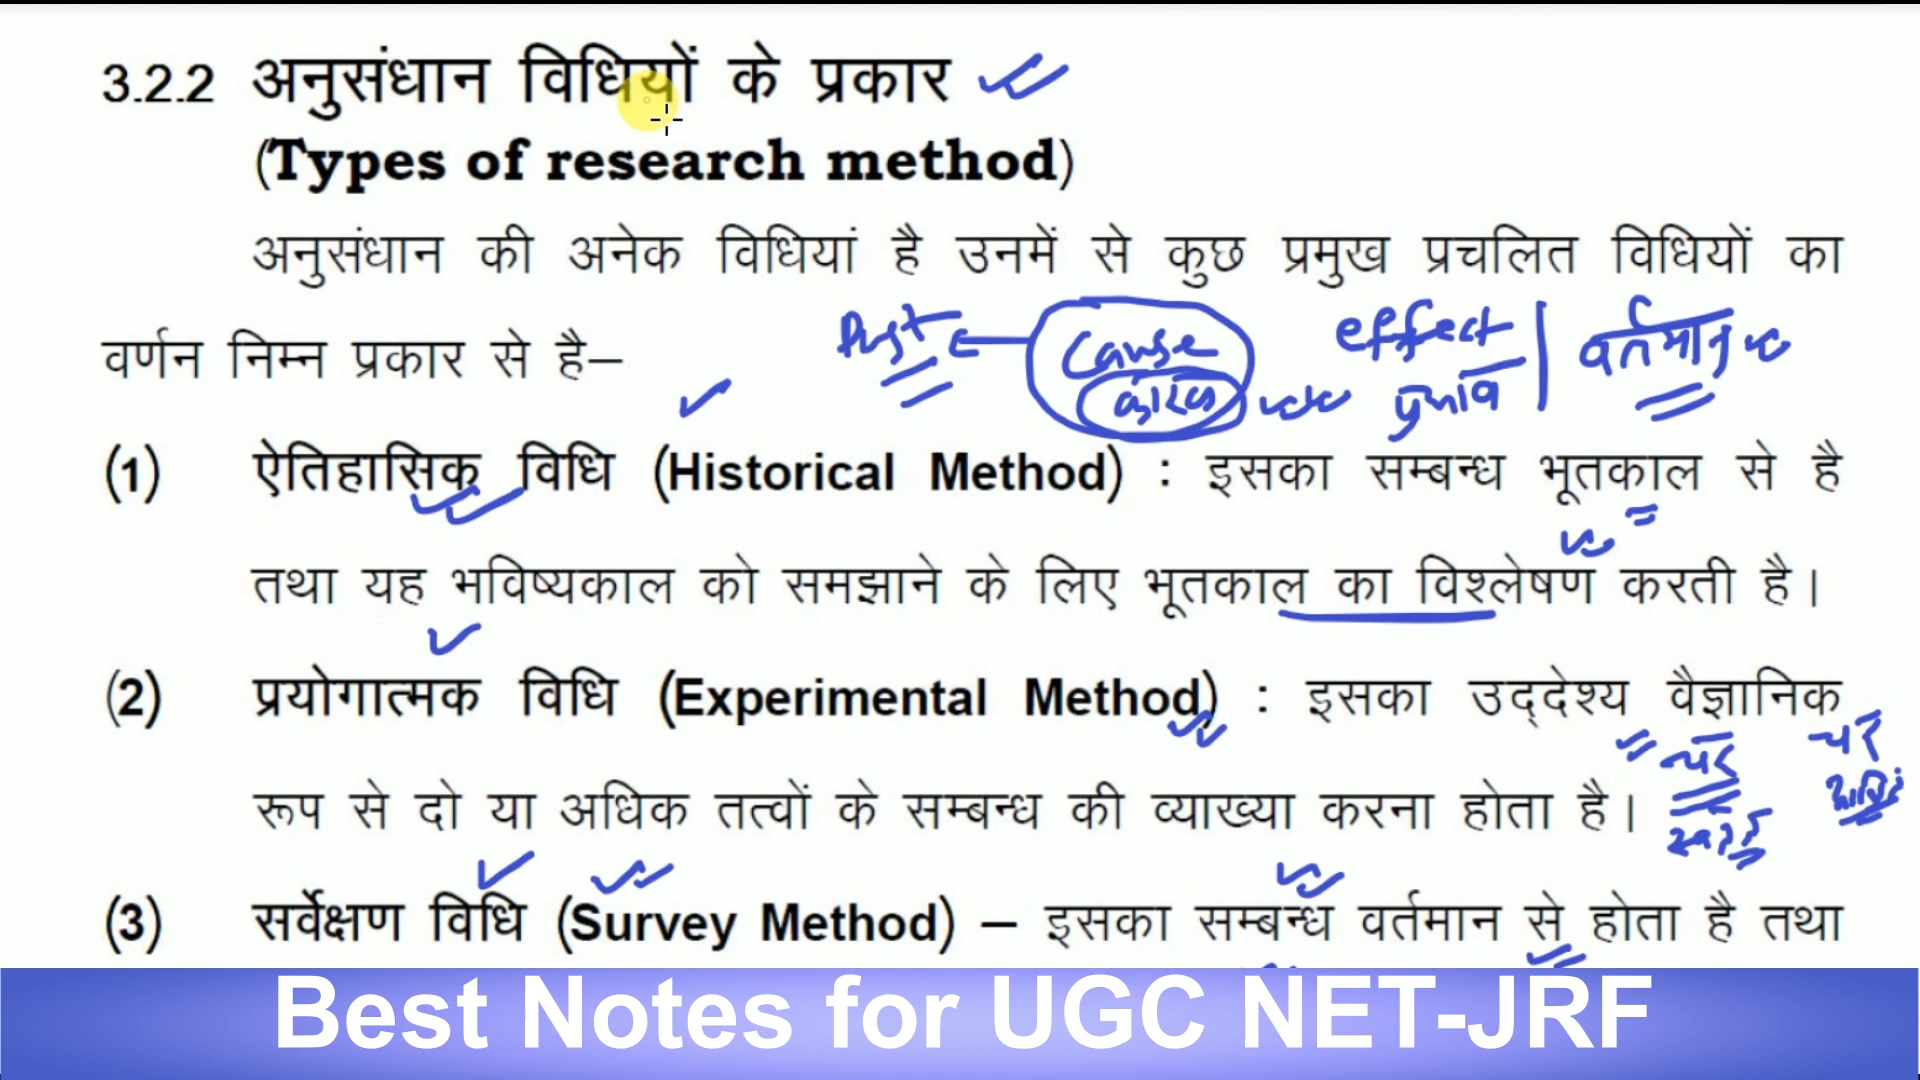 3.2.2 अनुसंधान विधियों के प्रकार
(Types of research method)
अनुसंधान की अनेक विधियां है उनमें से कुछ प्रमुख प्रचलित विधियों का
वर्णन निम्न प्रकार से है–
Past
Cause
कारक
effect
प्रभाव
वर्तमान
(1) ऐतिहासिक विधि (Historical Method) : इसका सम्बन्ध भूतकाल से है
तथा यह भविष्यकाल को समझाने के लिए भूतकाल का विश्लेषण करती है।
(2) प्रयोगात्मक विधि (Experimental Method) : इसका उद्देश्य वैज्ञानिक
रूप से दो या अधिक तत्वों के सम्बन्ध की व्याख्या करना होता है।
चर
चर
(3) सर्वेक्षण विधि (Survey Method) – इसका सम्बन्ध वर्तमान से होता है तथा
Best Notes for UGC NET-JRF